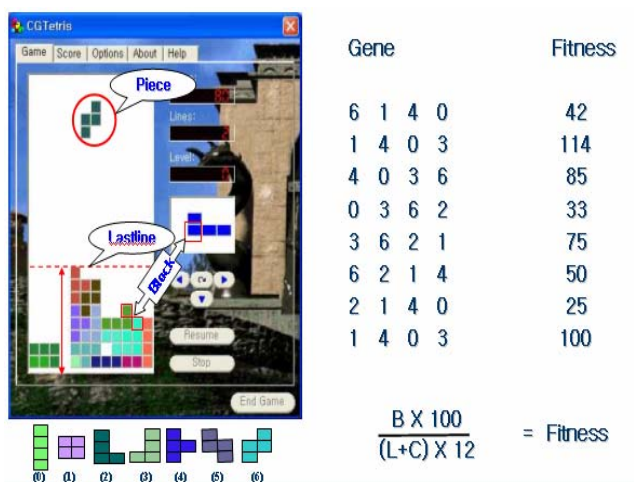 CGTetris
Game Score Options About Help
Piece
Lines:
Level:
Lastline
Block
Resume
Stop
End Game
(0) (1) (2) (3) (4) (5) (6)
Gene Fitness
6 1 4 0 42
1 4 0 3 114
4 0 3 6 85
0 3 6 2 33
3 6 2 1 75
6 2 1 4 50
2 1 4 0 25
1 4 0 3 100
B X 100
(L+C) X 12
= Fitness